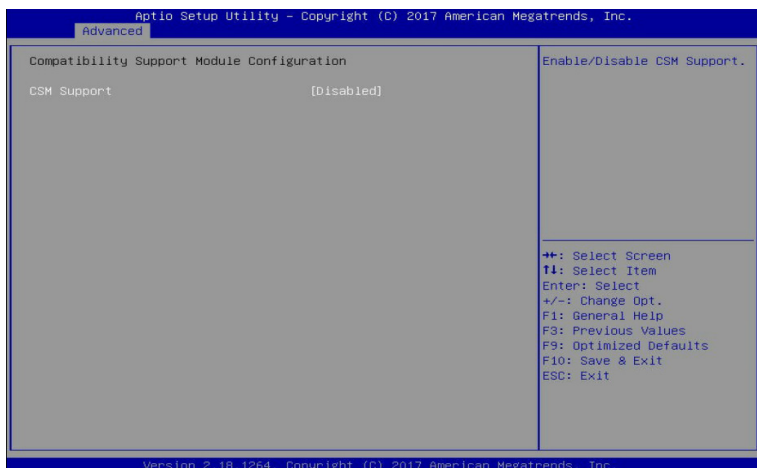 Aptio Setup Utility – Copyright (C) 2017 American Megatrends, Inc.
Advanced
Compatibility Support Module Configuration
CSM Support [Disabled]
Enable/Disable CSM Support.
→←: Select Screen
↑↓: Select Item
Enter: Select
+/-: Change Opt.
F1: General Help
F3: Previous Values
F9: Optimized Defaults
F10: Save & Exit
ESC: Exit
Version 2.18.1264. Copyright (C) 2017 American Megatrends, Inc.